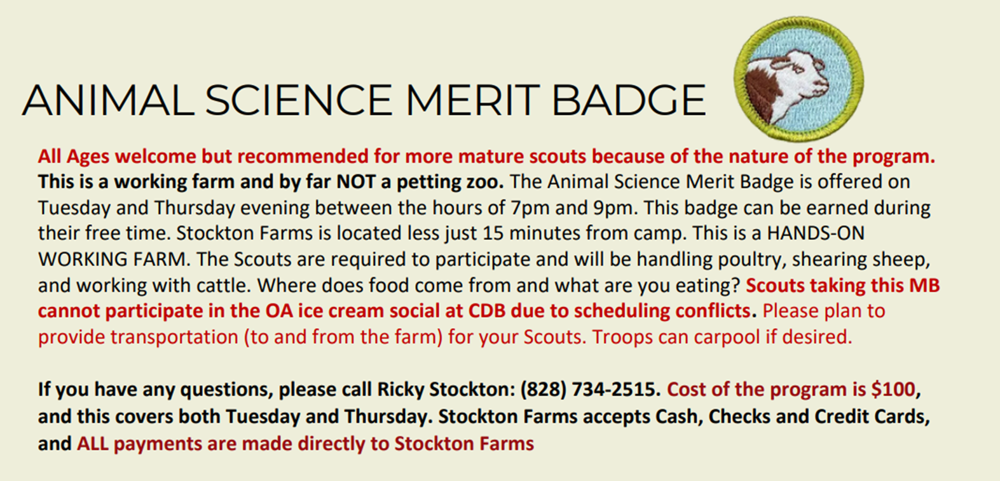 ANIMAL SCIENCE MERIT BADGE
All Ages welcome but recommended for more mature scouts because of the nature of the program.
This is a working farm and by far NOT a petting zoo. The Animal Science Merit Badge is offered on
Tuesday and Thursday evening between the hours of 7pm and 9pm. This badge can be earned during
their free time. Stockton Farms is located less just 15 minutes from camp. This is a HANDS-ON
WORKING FARM. The Scouts are required to participate and will be handling poultry, shearing sheep,
and working with cattle. Where does food come from and what are you eating? Scouts taking this MB
cannot participate in the OA ice cream social at CDB due to scheduling conflicts. Please plan to
provide transportation (to and from the farm) for your Scouts. Troops can carpool if desired.
If you have any questions, please call Ricky Stockton: (828) 734-2515. Cost of the program is $100,
and this covers both Tuesday and Thursday. Stockton Farms accepts Cash, Checks and Credit Cards,
and ALL payments are made directly to Stockton Farms